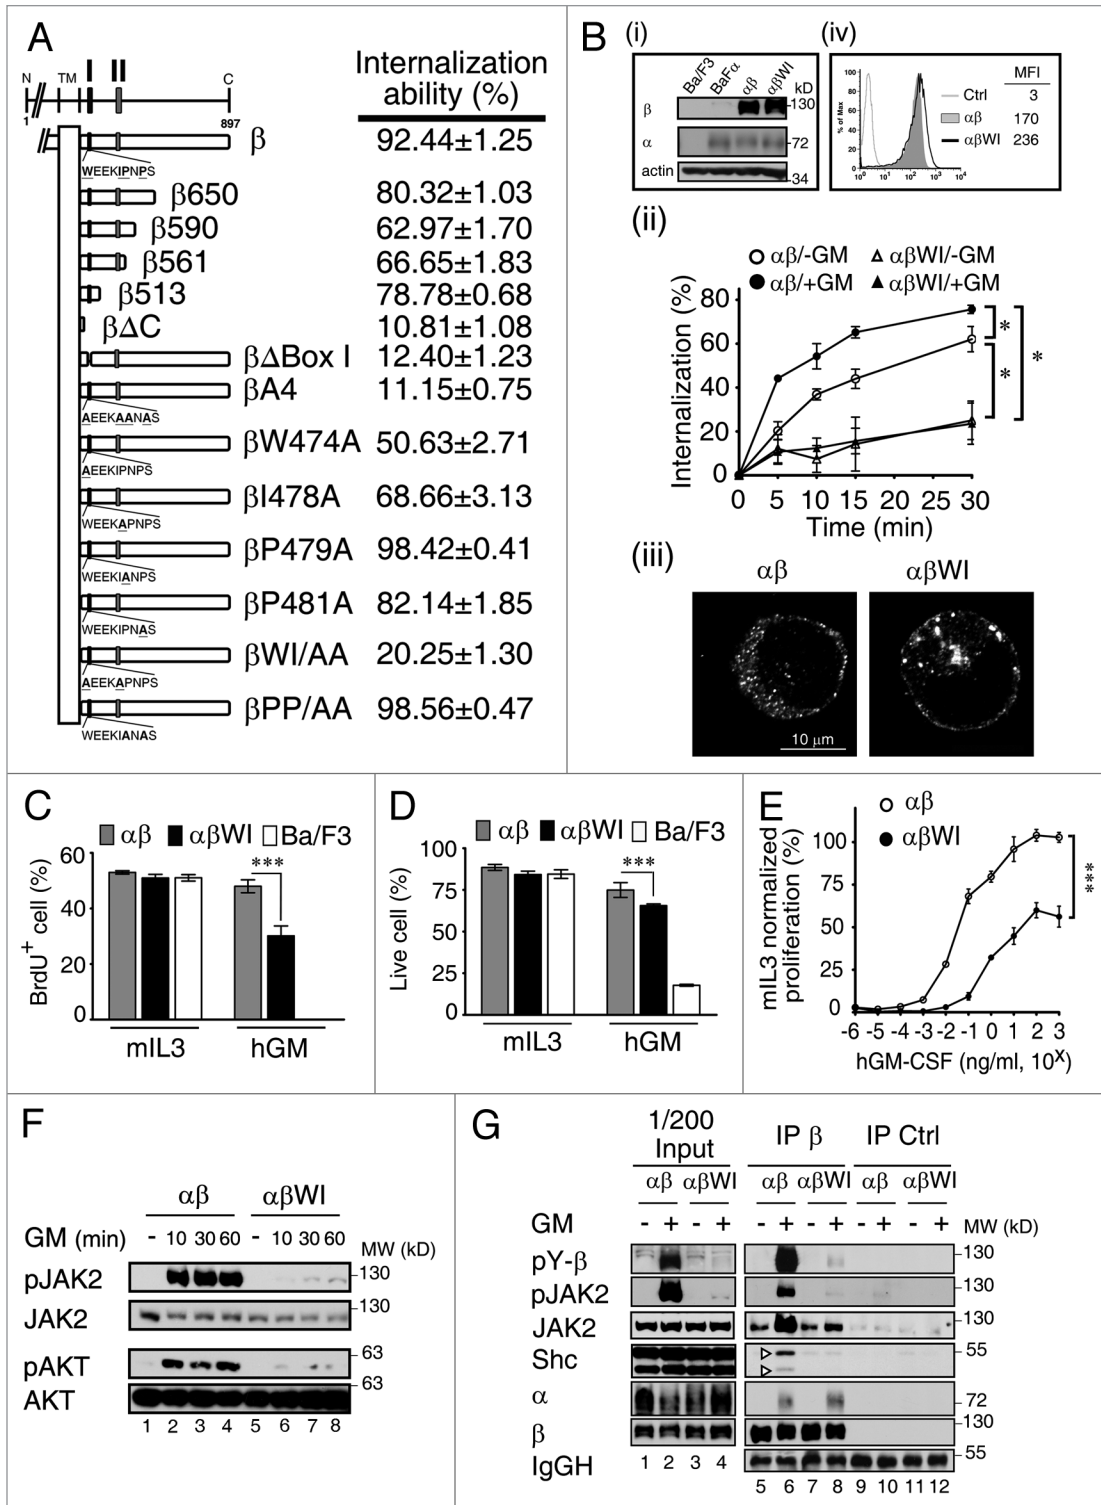 A
N
TM
C
1
897
Internalization
ability (%)
β
92.44±1.25
WEEKIPNPS
β650
80.32±1.03
β590
62.97±1.70
β561
66.65±1.83
β513
78.78±0.68
βΔC
10.81±1.08
βΔBox I
12.40±1.23
βA4
11.15±0.75
AEEKAANAS
βW474A
50.63±2.71
AEEKIPNPS
βI478A
68.66±3.13
WEEKAPNPS
βP479A
98.42±0.41
WEEKIANPS
βP481A
82.14±1.85
WEEKIPNAS
βWI/AA
20.25±1.30
AEEKAPNPS
βPP/AA
98.56±0.47
WEEKIANAS
B
(i)
Ba/F3
BaFα
αβ
αβWI
kD
β
130
α
72
actin
34
(iv)
% of Max
100
80
60
40
20
0
10⁰
10¹
10²
10³
10⁴
MFI
Ctrl 3
αβ 170
αβWI 236
(ii)
αβ/-GM
αβWI/-GM
αβ/+GM
αβWI/+GM
Internalization (%)
80
60
40
20
0
0 5 10 15 20 25 30
Time (min)
*
*
*
(iii)
αβ
αβWI
10 μm
C
αβ αβWI Ba/F3
BrdU⁺ cell (%)
60
40
20
0
***
mIL3
hGM
D
αβ αβWI Ba/F3
Live cell (%)
100
75
50
25
0
***
mIL3
hGM
E
αβ
αβWI
mIL3 normalized
proliferation (%)
100
75
50
25
0
***
-6 -5 -4 -3 -2 -1 0 1 2 3
hGM-CSF (ng/ml, 10ˣ)
F
αβ
αβWI
GM (min) - 10 30 60 - 10 30 60
MW (kD)
pJAK2
130
JAK2
130
pAKT
63
AKT
63
1 2 3 4 5 6 7 8
G
1/200
Input
IP β
IP Ctrl
αβ αβWI αβ αβWI αβ αβWI
GM - + - + - + - + - + - +
MW (kD)
pY-β
130
pJAK2
130
JAK2
130
Shc
55
α
72
β
130
IgGH
55
1 2 3 4 5 6 7 8 9 10 11 12